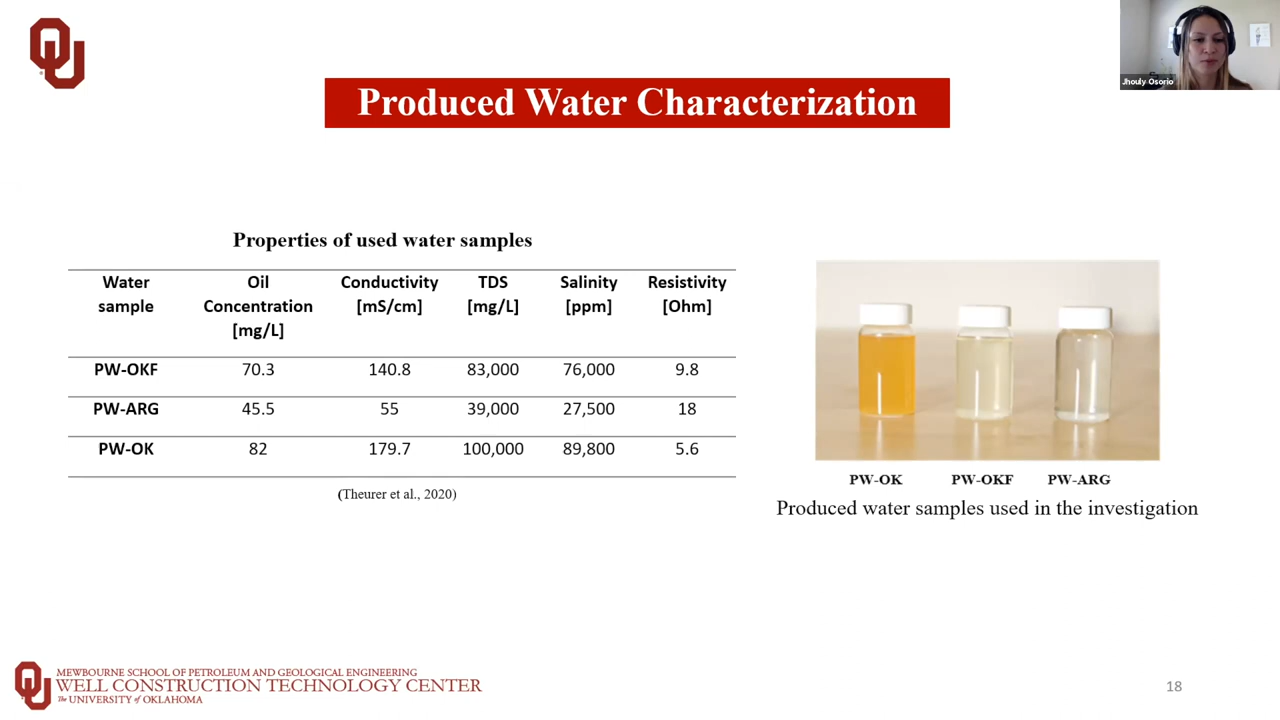 OU
Jhouly Osorio
Produced Water Characterization
Properties of used water samples
Water sample Oil Concentration [mg/L] Conductivity [mS/cm] TDS [mg/L] Salinity [ppm] Resistivity [Ohm]
PW-OKF 70.3 140.8 83,000 76,000 9.8
PW-ARG 45.5 55 39,000 27,500 18
PW-OK 82 179.7 100,000 89,800 5.6
(Theurer et al., 2020)
PW-OK PW-OKF PW-ARG
Produced water samples used in the investigation
OU
MEWBOURNE SCHOOL OF PETROLEUM AND GEOLOGICAL ENGINEERING
WELL CONSTRUCTION TECHNOLOGY CENTER
The UNIVERSITY of OKLAHOMA
18